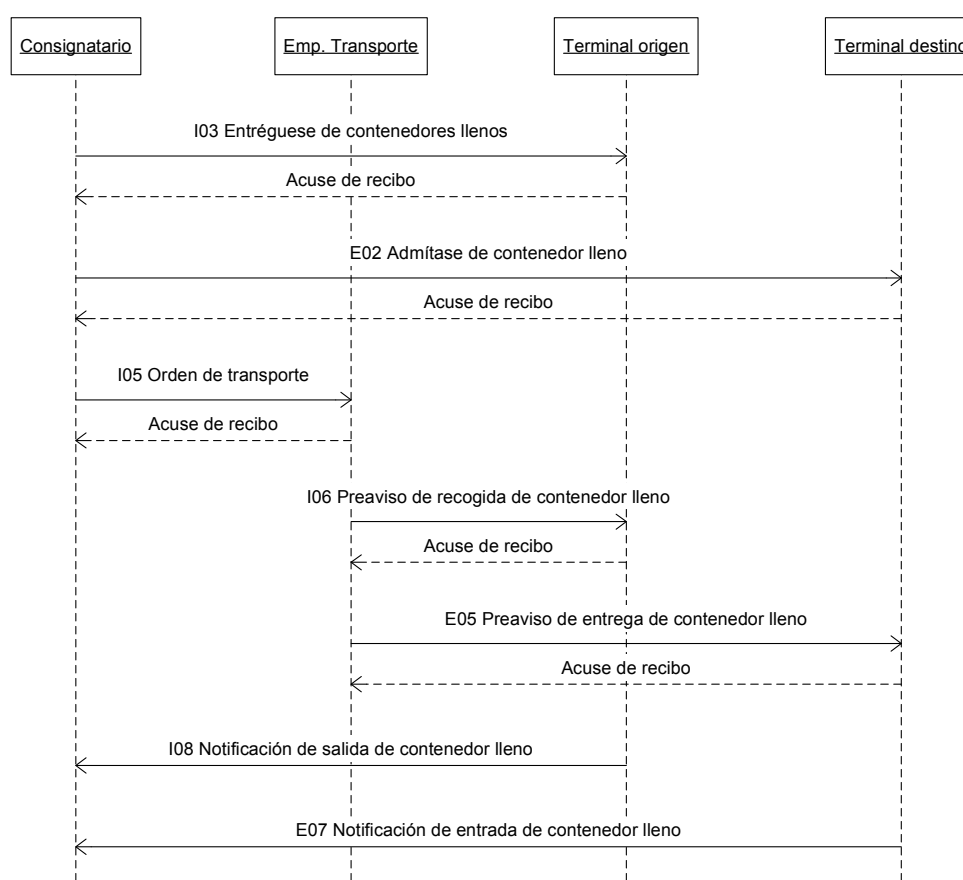 Consignatario
Emp. Transporte
Terminal origen
Terminal destino
I03 Entréguese de contenedores llenos
Acuse de recibo
E02 Admítase de contenedor lleno
Acuse de recibo
I05 Orden de transporte
Acuse de recibo
I06 Preaviso de recogida de contenedor lleno
Acuse de recibo
E05 Preaviso de entrega de contenedor lleno
Acuse de recibo
I08 Notificación de salida de contenedor lleno
E07 Notificación de entrada de contenedor lleno